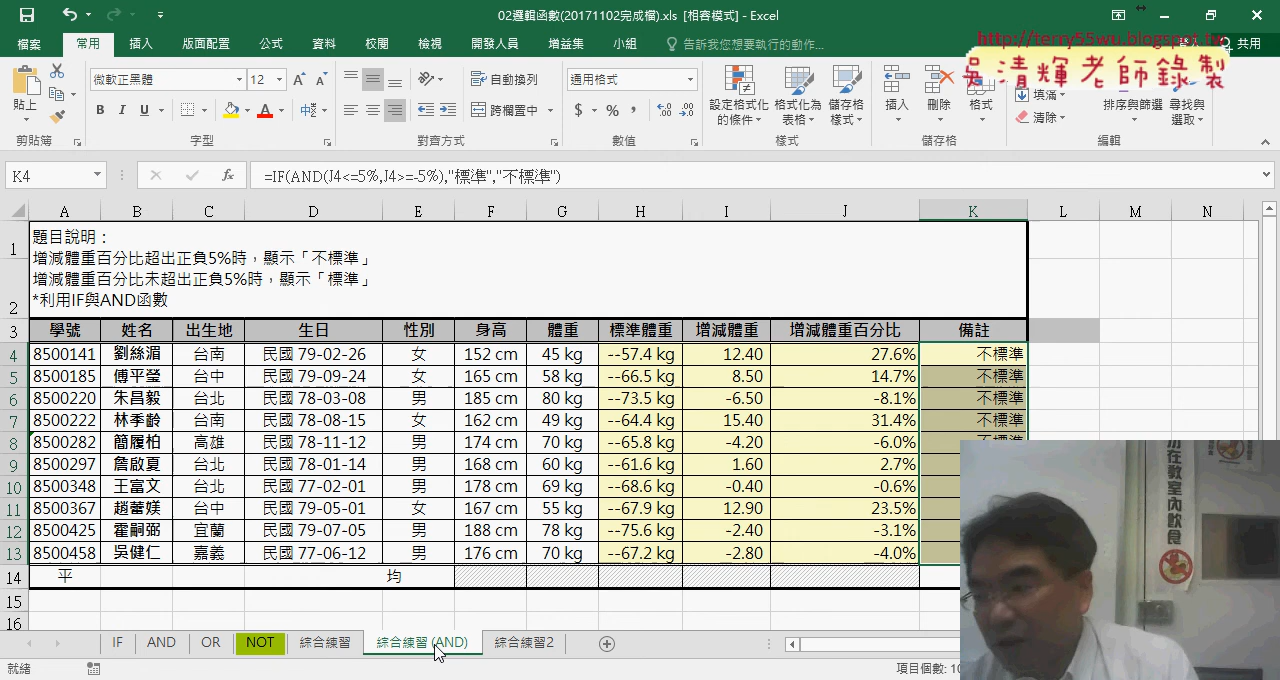 02邏輯函數(20171102完成檔).xls [相容模式] - Excel
檔案 常用 插入 版面配置 公式 資料 校閱 檢視 開發人員 增益集 小組 告訴我您想要執行的動作... 共用
http://terry55wu.blogspot.tw
吳清輝老師錄製
貼上 微軟正黑體 12 自動換列 通用格式 設定格式化的條件 格式化為表格 儲存格樣式 插入 刪除 格式 填滿 排序與篩選 尋找與選取
B I U 跨欄置中 $ % 清除
剪貼簿 字型 對齊方式 數值 樣式 儲存格 編輯
K4 fx =IF(AND(J4<=5%,J4>=-5%),"標準","不標準")
A B C D E F G H I J K L M N
1 題目說明：
增減體重百分比超出正負5%時，顯示「不標準」
增減體重百分比未超出正負5%時，顯示「標準」
2 *利用IF與AND函數
3 學號 姓名 出生地 生日 性別 身高 體重 標準體重 增減體重 增減體重百分比 備註
4 8500141 劉絲湄 台南 民國 79-02-26 女 152 cm 45 kg --57.4 kg 12.40 27.6% 不標準
5 8500185 傅平瑩 台中 民國 79-09-24 女 165 cm 58 kg --66.5 kg 8.50 14.7% 不標準
6 8500220 朱昌毅 台北 民國 78-03-08 男 185 cm 80 kg --73.5 kg -6.50 -8.1% 不標準
7 8500222 林季齡 台南 民國 78-08-15 女 162 cm 49 kg --64.4 kg 15.40 31.4% 不標準
8 8500282 簡履柏 高雄 民國 78-11-12 男 174 cm 70 kg --65.8 kg -4.20 -6.0%
9 8500297 詹啟夏 台北 民國 78-01-14 男 168 cm 60 kg --61.6 kg 1.60 2.7%
10 8500348 王富文 台北 民國 77-02-01 男 178 cm 69 kg --68.6 kg -0.40 -0.6%
11 8500367 趙蕾媄 台中 民國 79-05-01 女 167 cm 55 kg --67.9 kg 12.90 23.5%
12 8500425 霍嗣弼 宜蘭 民國 79-07-05 男 188 cm 78 kg --75.6 kg -2.40 -3.1%
13 8500458 吳健仁 嘉義 民國 77-06-12 男 176 cm 70 kg --67.2 kg -2.80 -4.0%
14 平 均
15
16
IF AND OR NOT 綜合練習 綜合練習 (AND) 綜合練習2
就緒 項目個數: 10
勿在教室內飲食